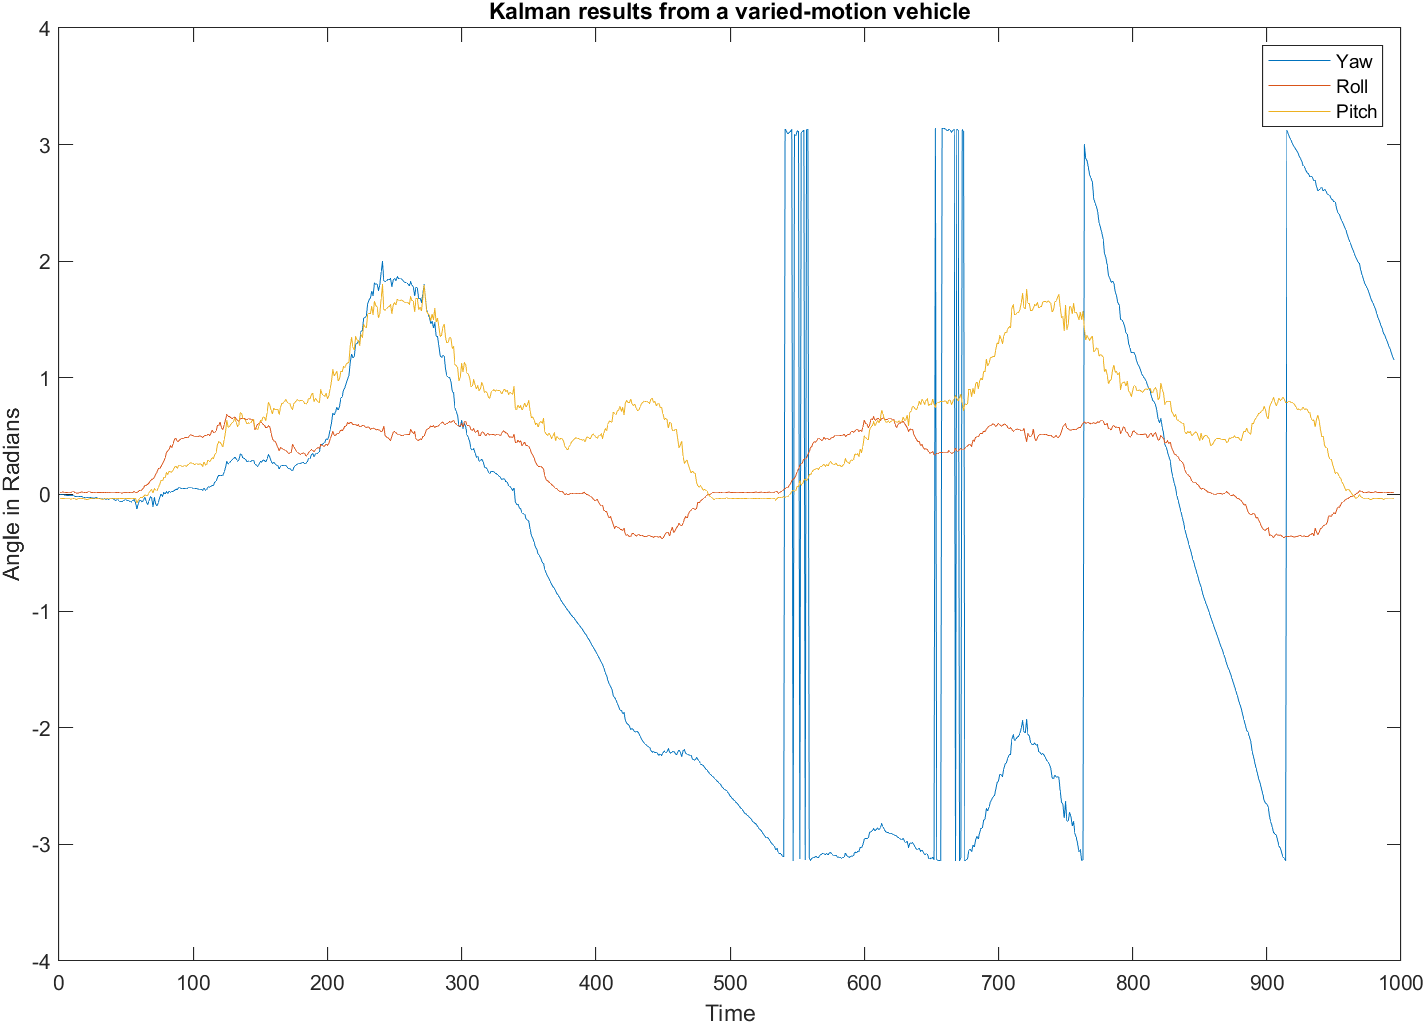 Kalman results from a varied-motion vehicle
Yaw
Roll
Pitch
4
3
2
1
0
-1
-2
-3
-4
Angle in Radians
0 100 200 300 400 500 600 700 800 900 1000
Time